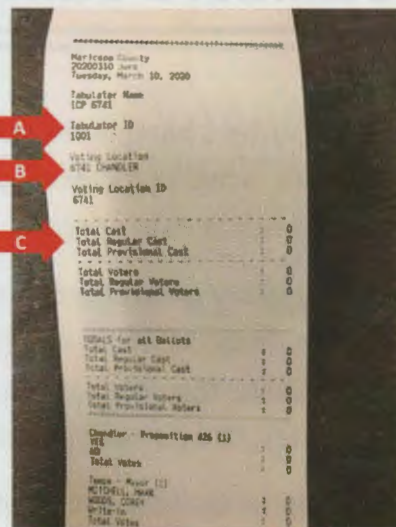 Maricopa County
20200310
Tuesday, March 10, 2020
Tabulator Name
ICP 6741
A
Tabulator ID
1001
B
Voting Location
6741 CHANDLER
Voting Location ID
6741
C
Total Cast : 0
Total Regular Cast : 0
Total Provisional Cast : 0
Total Voters : 0
Total Regular Voters : 0
Total Provisional Voters : 0
TOTALS for all Ballots
Total Cast : 0
Total Regular Cast : 0
Total Provisional Cast : 0
Total Voters : 0
Total Regular Voters : 0
Total Provisional Voters : 0
Chandler - Proposition 426 (1)
YES : 0
NO : 0
Total Votes : 0
Tempe - Mayor (1)
MITCHELL, MARK : 0
WOODS, COREY : 0
Write-in : 0
Total Votes